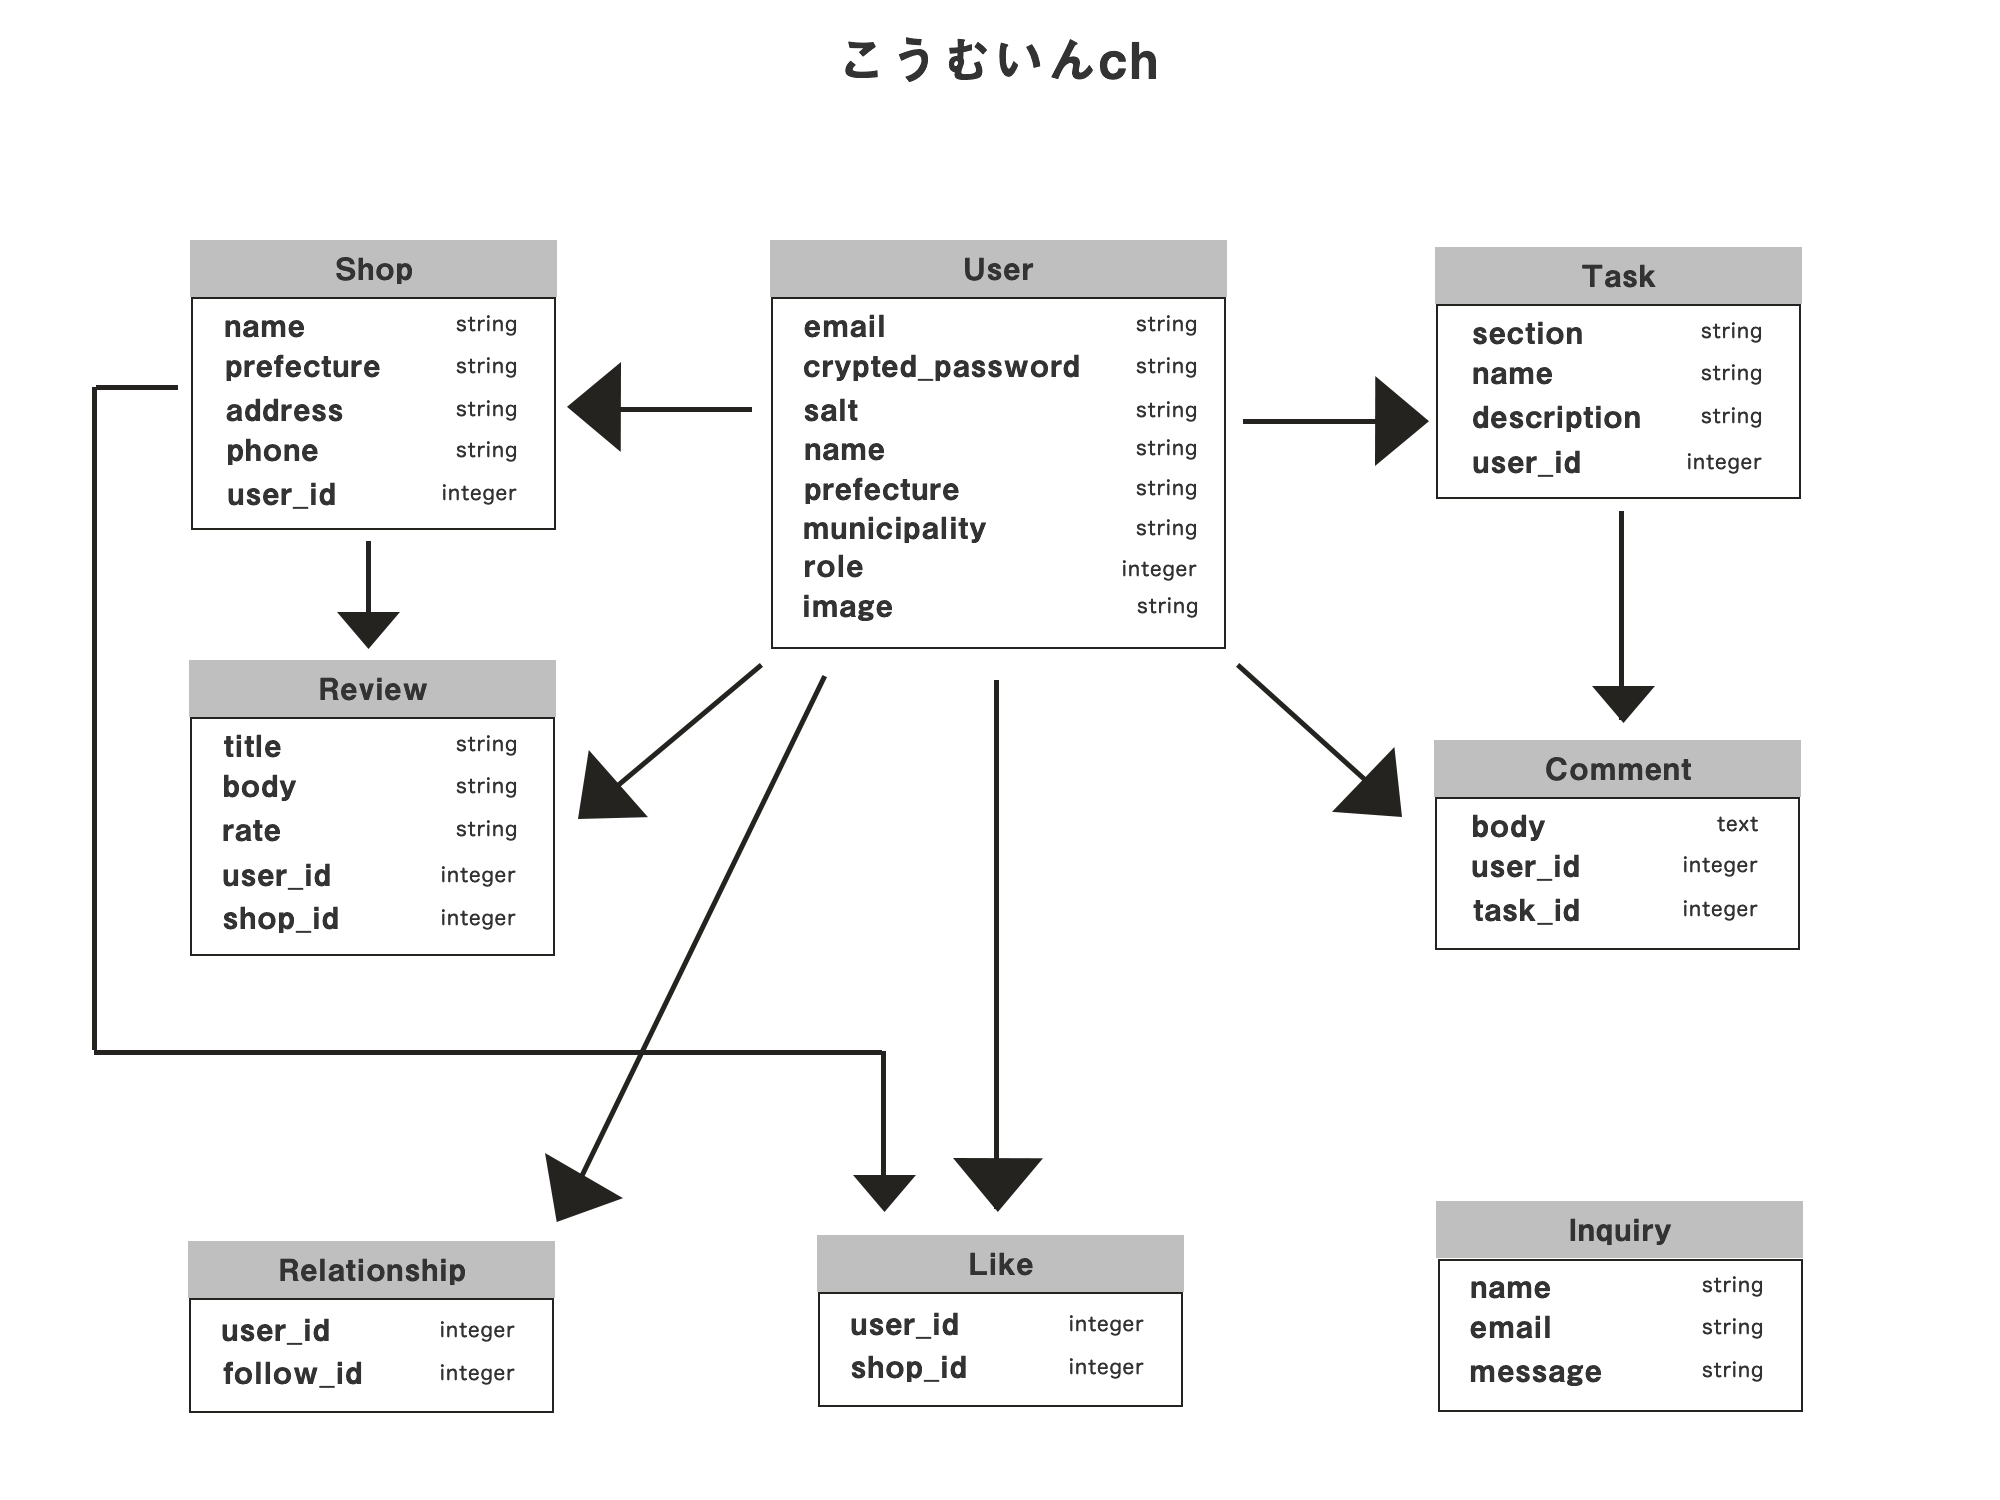 こうむいんch
Shop
name string
prefecture string
address string
phone string
user_id integer
User
email string
crypted_password string
salt string
name string
prefecture string
municipality string
role integer
image string
Task
section string
name string
description string
user_id integer
Review
title string
body string
rate string
user_id integer
shop_id integer
Comment
body text
user_id integer
task_id integer
Relationship
user_id integer
follow_id integer
Like
user_id integer
shop_id integer
Inquiry
name string
email string
message string